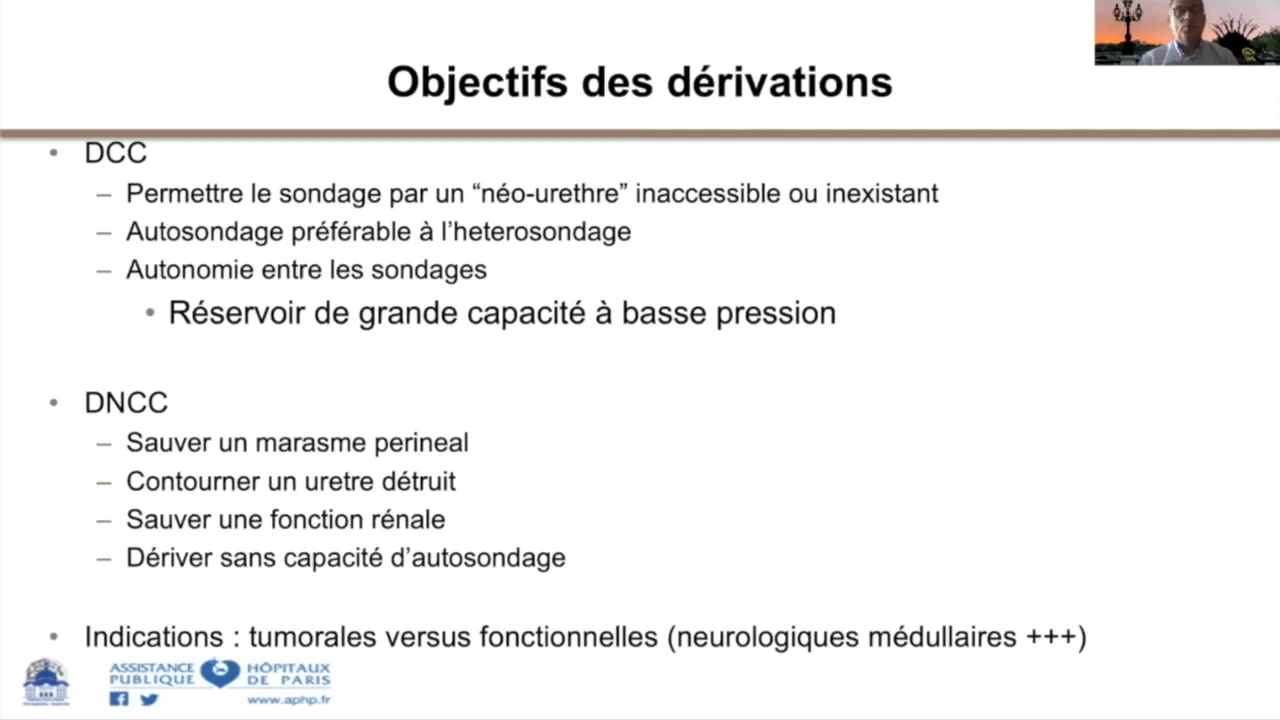 Objectifs des dérivations
• DCC
– Permettre le sondage par un “néo-urethre” inaccessible ou inexistant
– Autosondage préférable à l’heterosondage
– Autonomie entre les sondages
• Réservoir de grande capacité à basse pression
• DNCC
– Sauver un marasme perineal
– Contourner un uretre détruit
– Sauver une fonction rénale
– Dériver sans capacité d’autosondage
• Indications : tumorales versus fonctionnelles (neurologiques médullaires +++)
ASSISTANCE PUBLIQUE
HÔPITAUX DE PARIS
www.aphp.fr